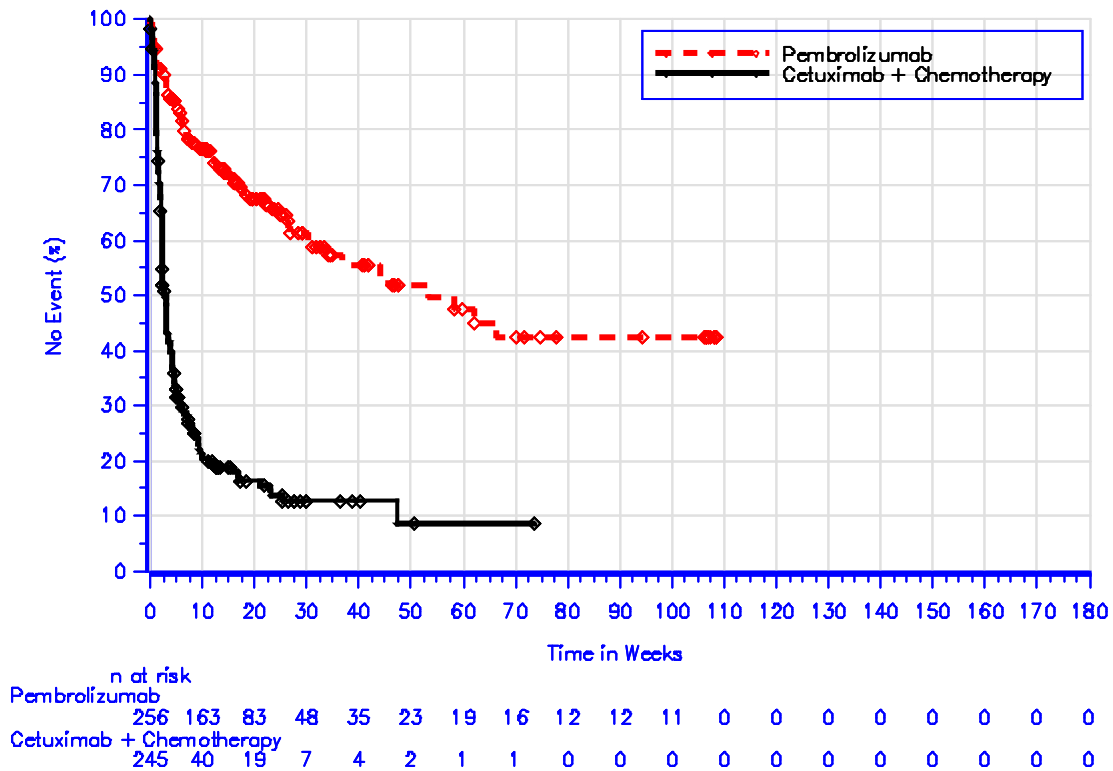 100
90
80
70
60
50
40
30
20
10
0
No Event (%)
Pembrolizumab
Cetuximab + Chemotherapy
0 10 20 30 40 50 60 70 80 90 100 110 120 120 130 140 150 160 170 180
Time in Weeks
n at risk
Pembrolizumab
256 163 83 48 35 23 19 16 12 12 11 0 0 0 0 0 0 0 0
Cetuximab + Chemotherapy
245 40 19 7 4 2 1 1 0 0 0 0 0 0 0 0 0 0 0